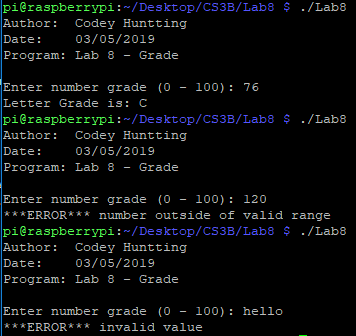 pi@raspberrypi:~/Desktop/CS3B/Lab8 $ ./Lab8
Author:  Codey Huntting
Date:    03/05/2019
Program: Lab 8 - Grade
Enter number grade (0 - 100): 76
Letter Grade is: C
pi@raspberrypi:~/Desktop/CS3B/Lab8 $ ./Lab8
Author:  Codey Huntting
Date:    03/05/2019
Program: Lab 8 - Grade
Enter number grade (0 - 100): 120
***ERROR*** number outside of valid range
pi@raspberrypi:~/Desktop/CS3B/Lab8 $ ./Lab8
Author:  Codey Huntting
Date:    03/05/2019
Program: Lab 8 - Grade
Enter number grade (0 - 100): hello
***ERROR*** invalid value